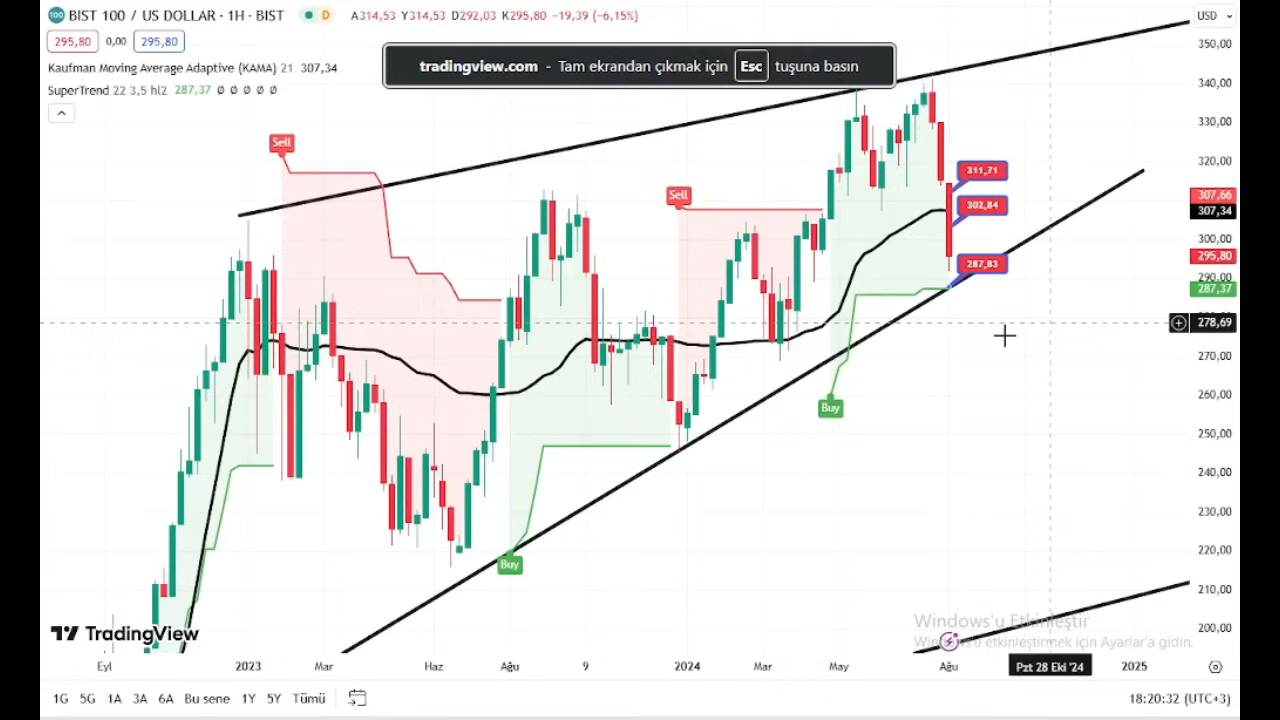 BIST 100 / US DOLLAR · 1H · BIST D A314,53 Y314,53 D292,03 K295,80 −19,39 (−6,15%)
USD
295,80 0,00 295,80
Kaufman Moving Average Adaptive (KAMA) 21 307,34
SuperTrend 22 3,5 hl2 287,37 Ø Ø Ø Ø Ø
tradingview.com - Tam ekrandan çıkmak için Esc tuşuna basın
350,00
340,00
330,00
320,00
307,66
307,34
300,00
295,80
290,00
287,37
278,69
270,00
260,00
250,00
240,00
230,00
220,00
210,00
200,00
Sell
Sell
311,71
302,84
287,83
Buy
Buy
TradingView
Windows'u Etkinleştir
Windows'u etkinleştirmek için Ayarlar'a gidin.
Eyl 2023 Mar Haz Ağu 9 2024 Mar May Ağu Pzt 28 Eki '24 2025
1G 5G 1A 3A 6A Bu sene 1Y 5Y Tümü 18:20:32 (UTC+3)